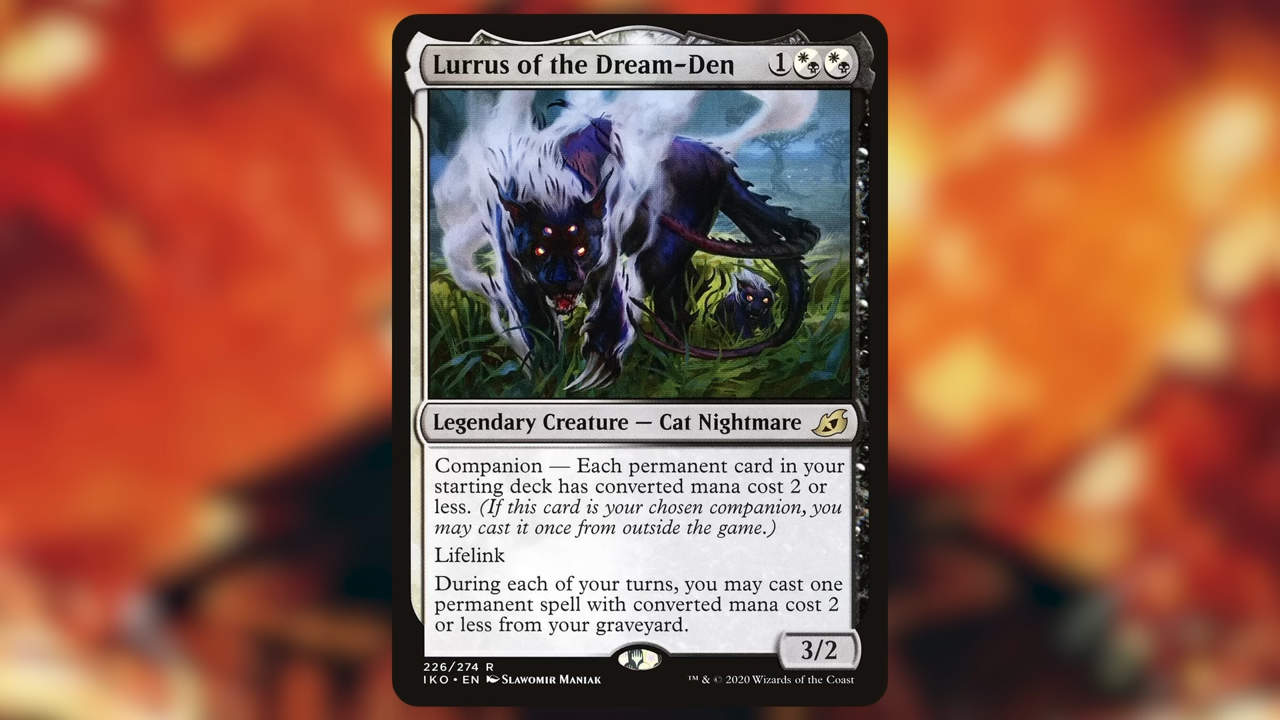 Lurrus of the Dream-Den 1
Legendary Creature — Cat Nightmare
Companion — Each permanent card in your
starting deck has converted mana cost 2 or
less. (If this card is your chosen companion, you
may cast it once from outside the game.)
Lifelink
During each of your turns, you may cast one
permanent spell with converted mana cost 2
or less from your graveyard.
3/2
226/274 R
IKO • EN SLAWOMIR MANIAK
™ & © 2020 Wizards of the Coast